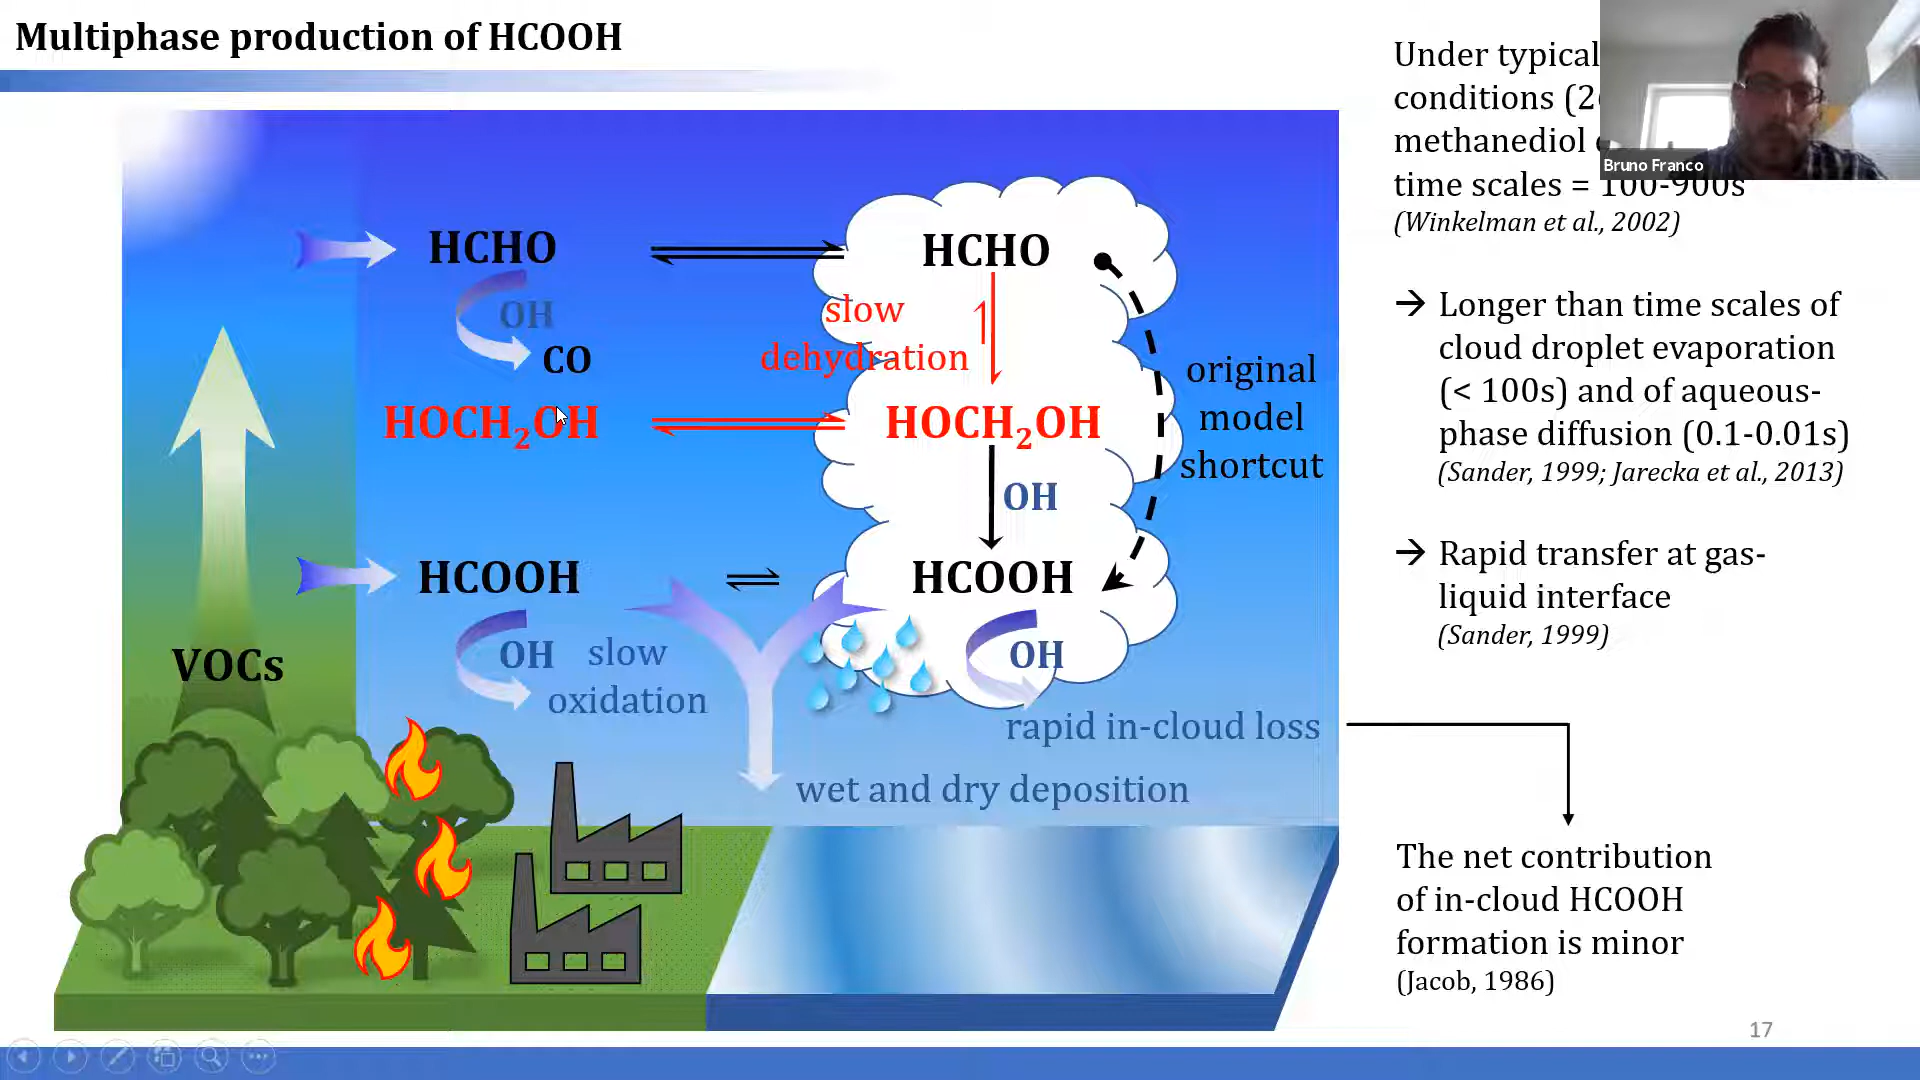 Multiphase production of HCOOH
Under typical
conditions (2
methanediol
time scales = 100-900s
(Winkelman et al., 2002)
Bruno Franco
→ Longer than time scales of
cloud droplet evaporation
(< 100s) and of aqueous-
phase diffusion (0.1-0.01s)
(Sander, 1999; Jarecka et al., 2013)
→ Rapid transfer at gas-
liquid interface
(Sander, 1999)
The net contribution
of in-cloud HCOOH
formation is minor
(Jacob, 1986)
HCHO
OH
CO
HOCH₂OH
HCOOH
OH
slow
oxidation
VOCs
HCHO
slow
dehydration
HOCH₂OH
OH
HCOOH
OH
original
model
shortcut
rapid in-cloud loss
wet and dry deposition
17